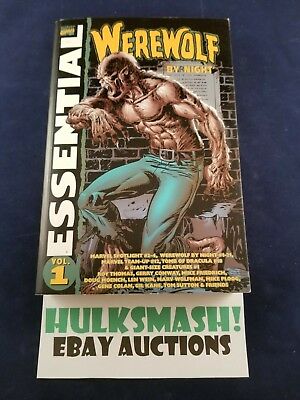 ESSENTIAL
VOL.
1
WEREWOLF
BY NIGHT
MARVEL SPOTLIGHT #2-4, WEREWOLF BY NIGHT #1-21,
MARVEL TEAM-UP #12, TOMB OF DRACULA #18
& GIANT-SIZE CREATURES #1
ROY THOMAS, GERRY CONWAY, MIKE FRIEDRICH,
DOUG MOENCH, LEN WEIN, MARV WOLFMAN, MIKE PLOOG,
GENE COLAN, GIL KANE, TOM SUTTON & FRIENDS
HULKSMASH!
EBAY AUCTIONS